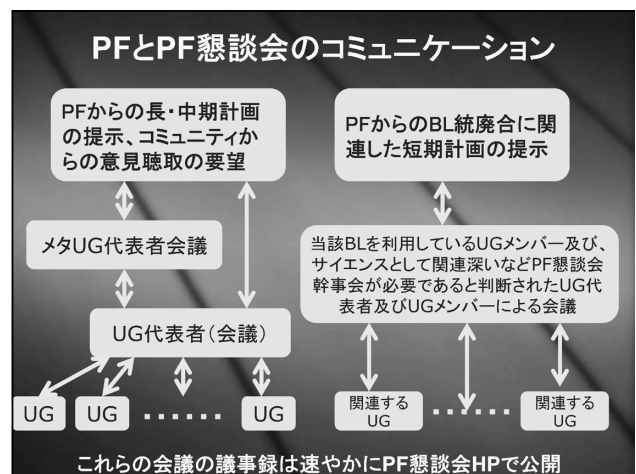 PFとPF懇談会のコミュニケーション
PFからの長・中期計画
の提示、コミュニティか
らの意見聴取の要望
メタUG代表者会議
UG代表者(会議)
UG
UG
......
UG
PFからのBL統廃合に関
連した短期計画の提示
当該BLを利用しているUGメンバー及び、
サイエンスとして関連深いなどPF懇談会
幹事会が必要であると判断されたUG代
表者及びUGメンバーによる会議
関連する
UG
......
関連する
UG
これらの会議の議事録は速やかにPF懇談会HPで公開